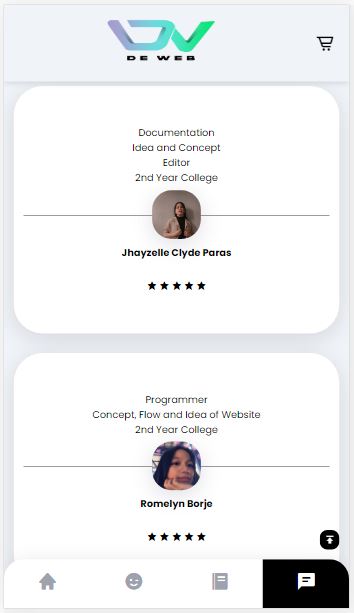 DV
DE WEB
Documentation
Idea and Concept
Editor
2nd Year College
Jhayzelle Clyde Paras
Programmer
Concept, Flow and Idea of Website
2nd Year College
Romelyn Borje